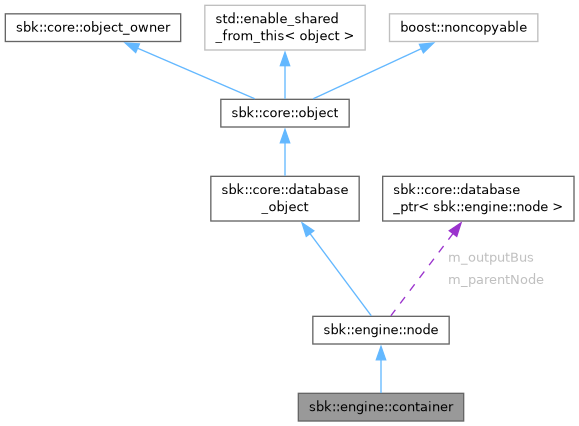 sbk::core::object_owner
std::enable_shared
_from_this< object >
boost::noncopyable
sbk::core::object
sbk::core::database
_object
sbk::core::database
_ptr< sbk::engine::node >
m_outputBus
m_parentNode
sbk::engine::node
sbk::engine::container